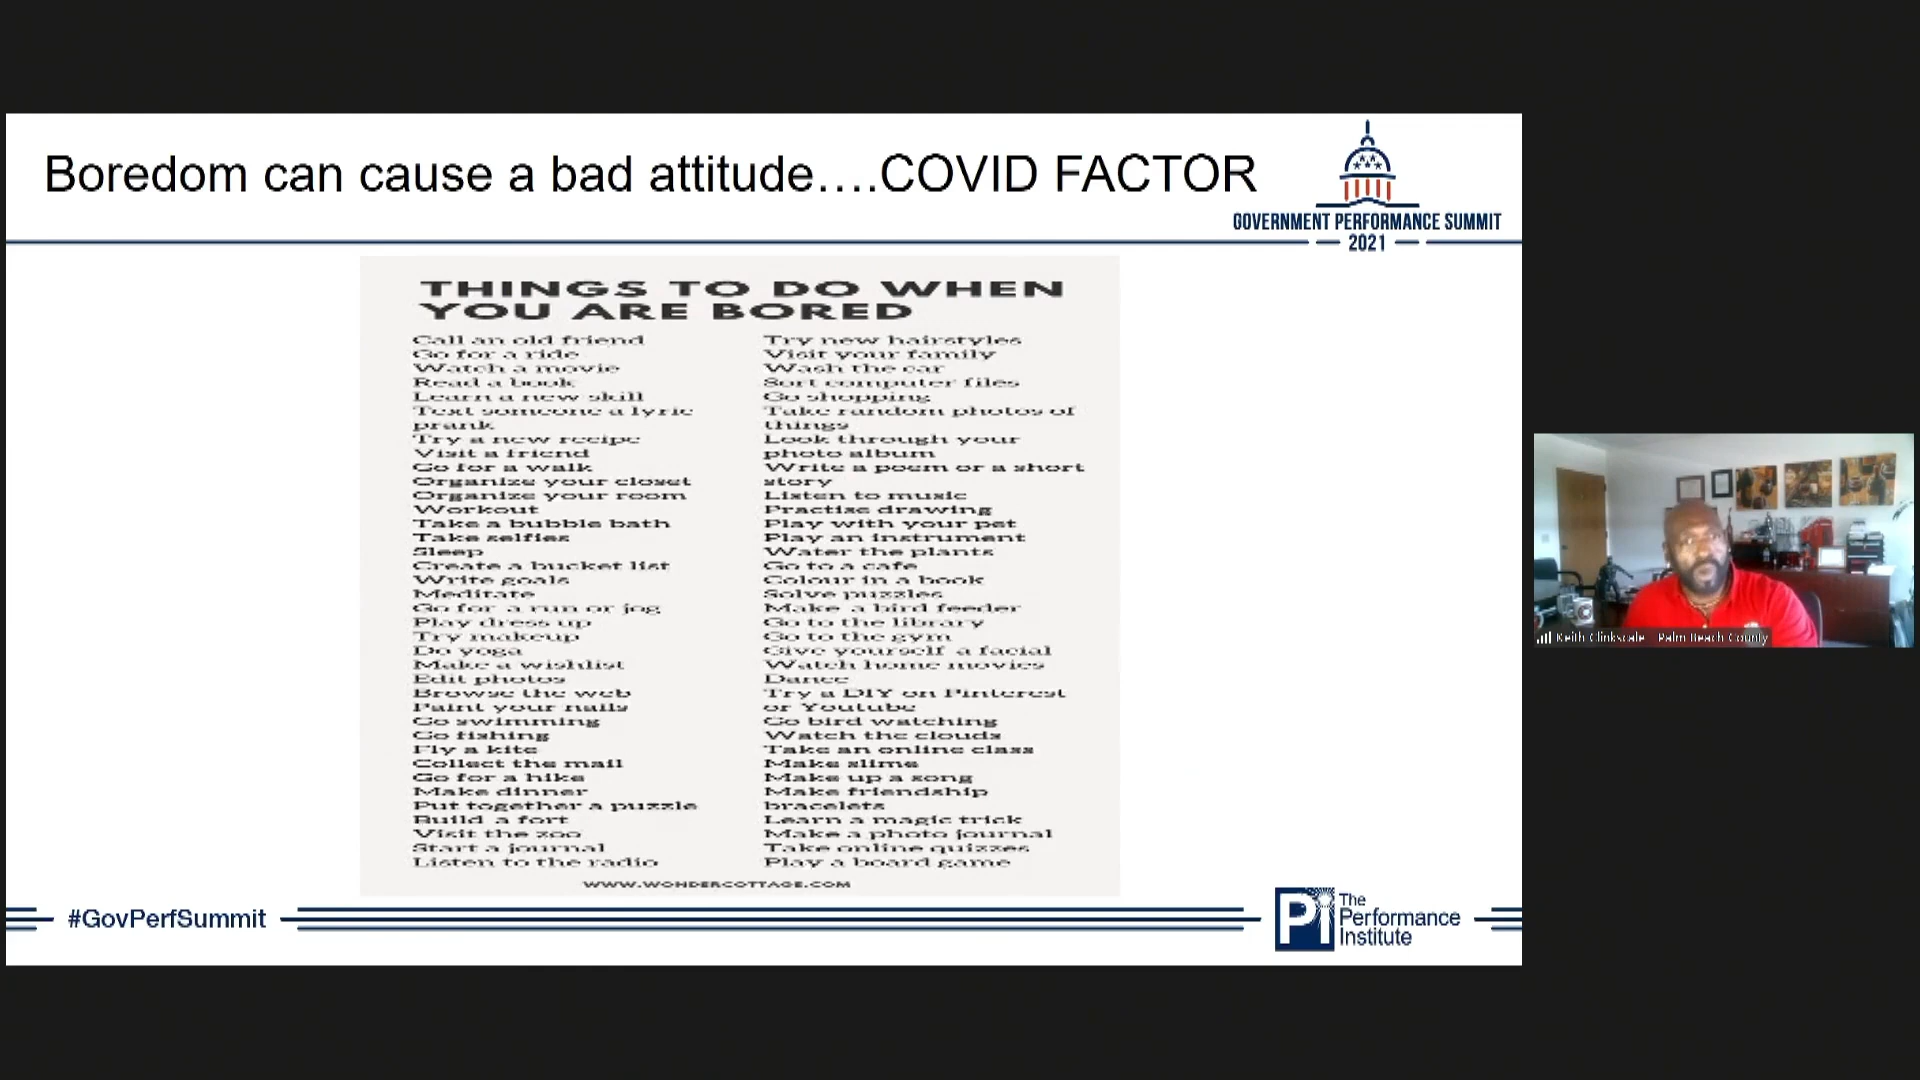 Boredom can cause a bad attitude....COVID FACTOR
GOVERNMENT PERFORMANCE SUMMIT
2021
THINGS TO DO WHEN
YOU ARE BORED
Call an old friend
Go for a ride
Watch a movie
Read a book
Learn a new skill
Text someone a lyric
prank
Try a new recipe
Visit a friend
Go for a walk
Organize your closet
Organize your room
Workout
Take a bubble bath
Take selfies
Sleep
Create a bucket list
Write goals
Meditate
Go for a run or jog
Play dress up
Try makeup
Do yoga
Make a wishlist
Edit photos
Browse the web
Paint your nails
Go swimming
Go fishing
Fly a kite
Collect the mail
Go for a hike
Make dinner
Put together a puzzle
Build a fort
Visit the zoo
Start a journal
Listen to the radio
Try new hairstyles
Visit your family
Wash the car
Sort computer files
Go shopping
Take random photos of
things
Look through your
photo album
Write a poem or a short
story
Listen to music
Practise drawing
Play with your pet
Play an instrument
Water the plants
Go to a cafe
Colour in a book
Solve puzzles
Make a bird feeder
Go to the library
Go to the gym
Give yourself a facial
Watch home movies
Dance
Try a DIY on Pinterest
or Youtube
Go bird watching
Watch the clouds
Take an online class
Make slime
Make up a song
Make friendship
bracelets
Learn a magic trick
Make a photo journal
Take online quizzes
Play a board game
WWW.WONDERCOTTAGE.COM
Keith Clinkscale - Palm Beach County
#GovPerfSummit
Pi
The
Performance
Institute